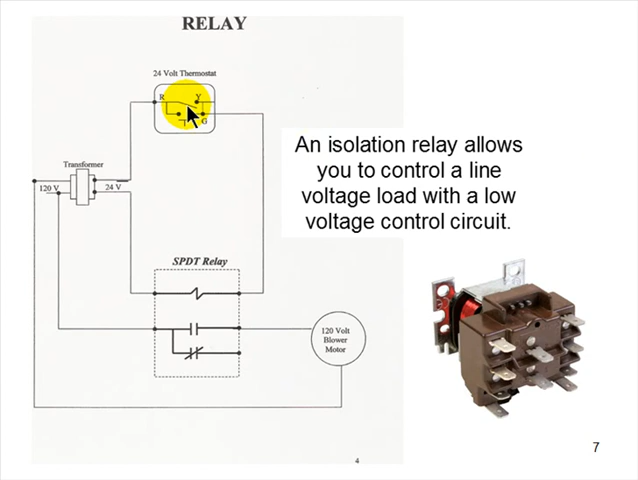 RELAY
24 Volt Thermostat
R
Y
G
Transformer
120 V
24 V
An isolation relay allows
you to control a line
voltage load with a low
voltage control circuit.
SPDT Relay
120 Volt
Blower
Motor
7
4